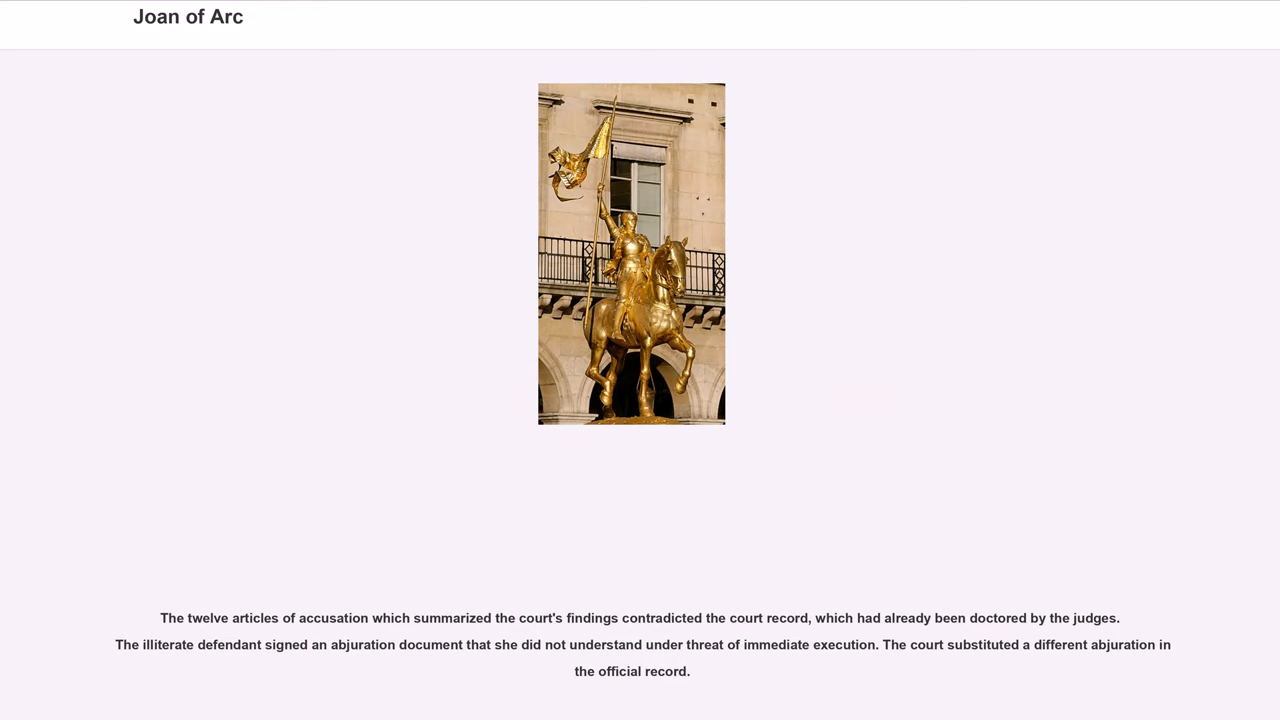 Joan of Arc
The twelve articles of accusation which summarized the court's findings contradicted the court record, which had already been doctored by the judges.
The illiterate defendant signed an abjuration document that she did not understand under threat of immediate execution. The court substituted a different abjuration in
the official record.